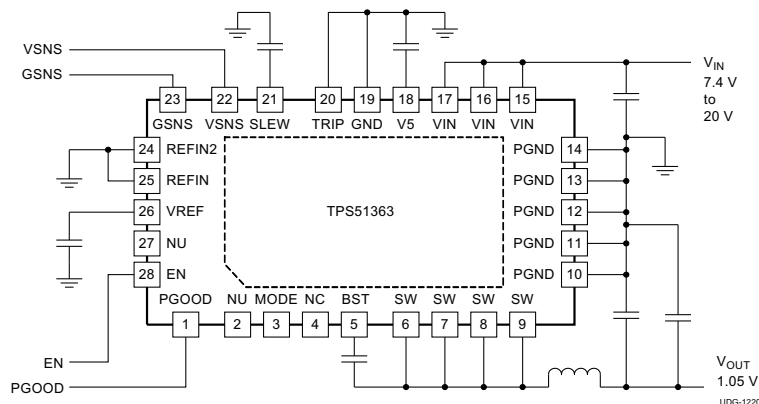 VSNS
GSNS
V_IN
7.4 V
to
20 V
23 22 21 20 19 18 17 16 15
GSNS VSNS SLEW TRIP GND V5 VIN VIN VIN
24 REFIN2
25 REFIN
26 VREF
27 NU
28 EN
PGND 14
PGND 13
PGND 12
PGND 11
PGND 10
TPS51363
PGOOD NU MODE NC BST SW SW SW SW
1 2 3 4 5 6 7 8 9
EN
PGOOD
V_OUT
1.05 V